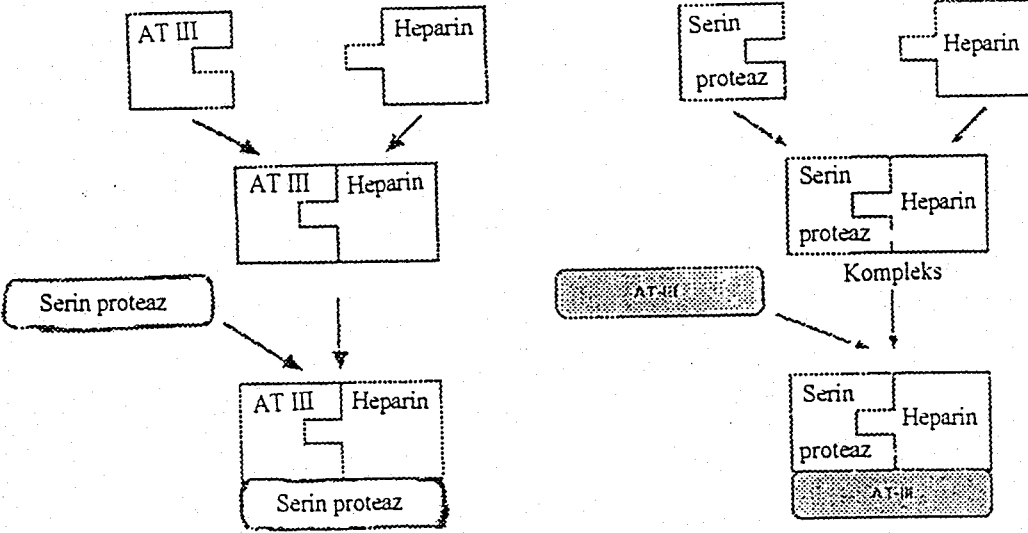 AT III
Heparin
AT III
Heparin
Serin proteaz
AT III
Heparin
Serin proteaz
Serin
proteaz
Heparin
Serin
proteaz
Heparin
Kompleks
AT-III
Serin
proteaz
Heparin
AT-III